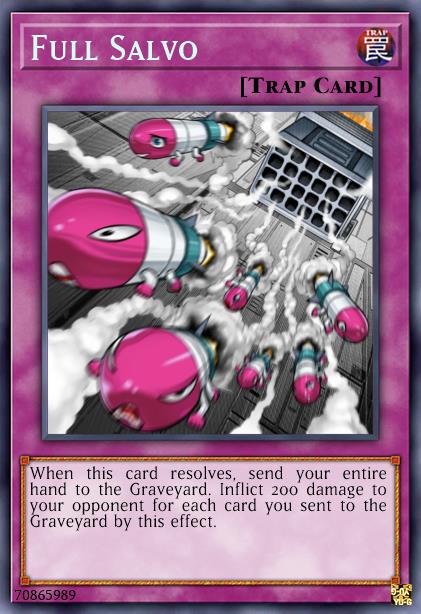 Full Salvo
TRAP
罠
[Trap Card]
When this card resolves, send your entire
hand to the Graveyard. Inflict 200 damage to
your opponent for each card you sent to the
Graveyard by this effect.
70865989